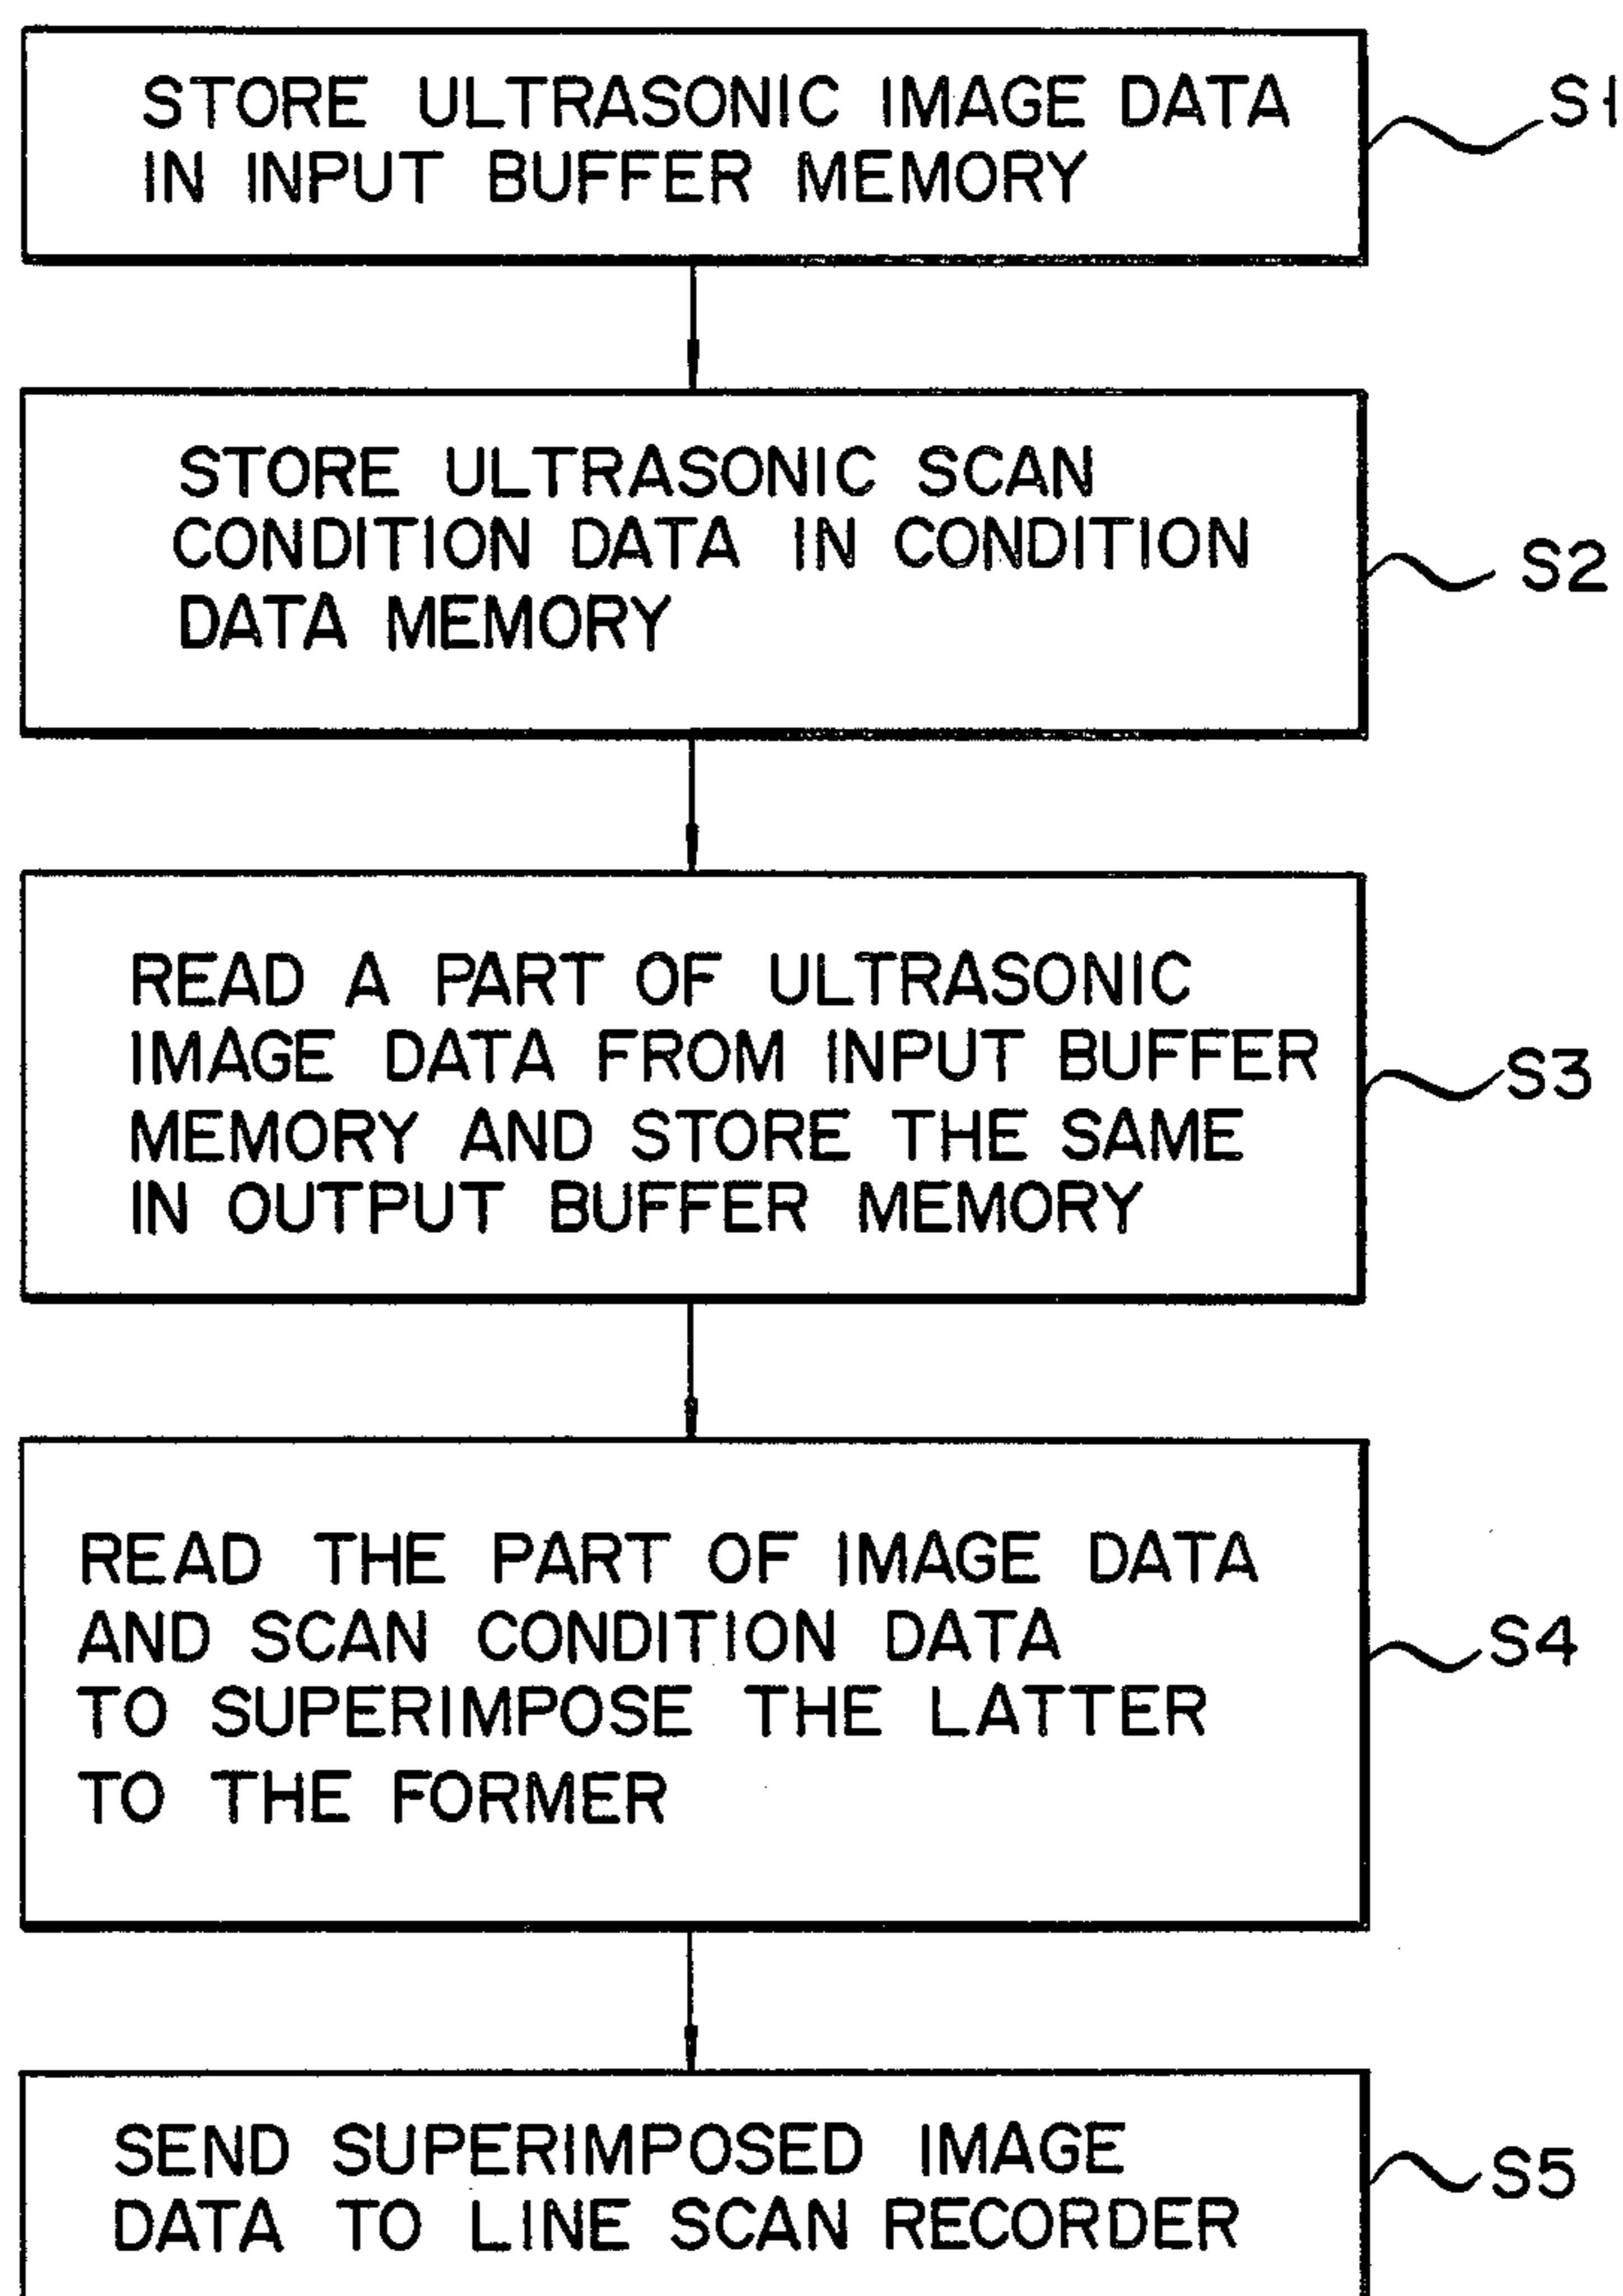 STORE ULTRASONIC IMAGE DATA
IN INPUT BUFFER MEMORY
S1
STORE ULTRASONIC SCAN
CONDITION DATA IN CONDITION
DATA MEMORY
S2
READ A PART OF ULTRASONIC
IMAGE DATA FROM INPUT BUFFER
MEMORY AND STORE THE SAME
IN OUTPUT BUFFER MEMORY
S3
READ THE PART OF IMAGE DATA
AND SCAN CONDITION DATA
TO SUPERIMPOSE THE LATTER
TO THE FORMER
S4
SEND SUPERIMPOSED IMAGE
DATA TO LINE SCAN RECORDER
S5